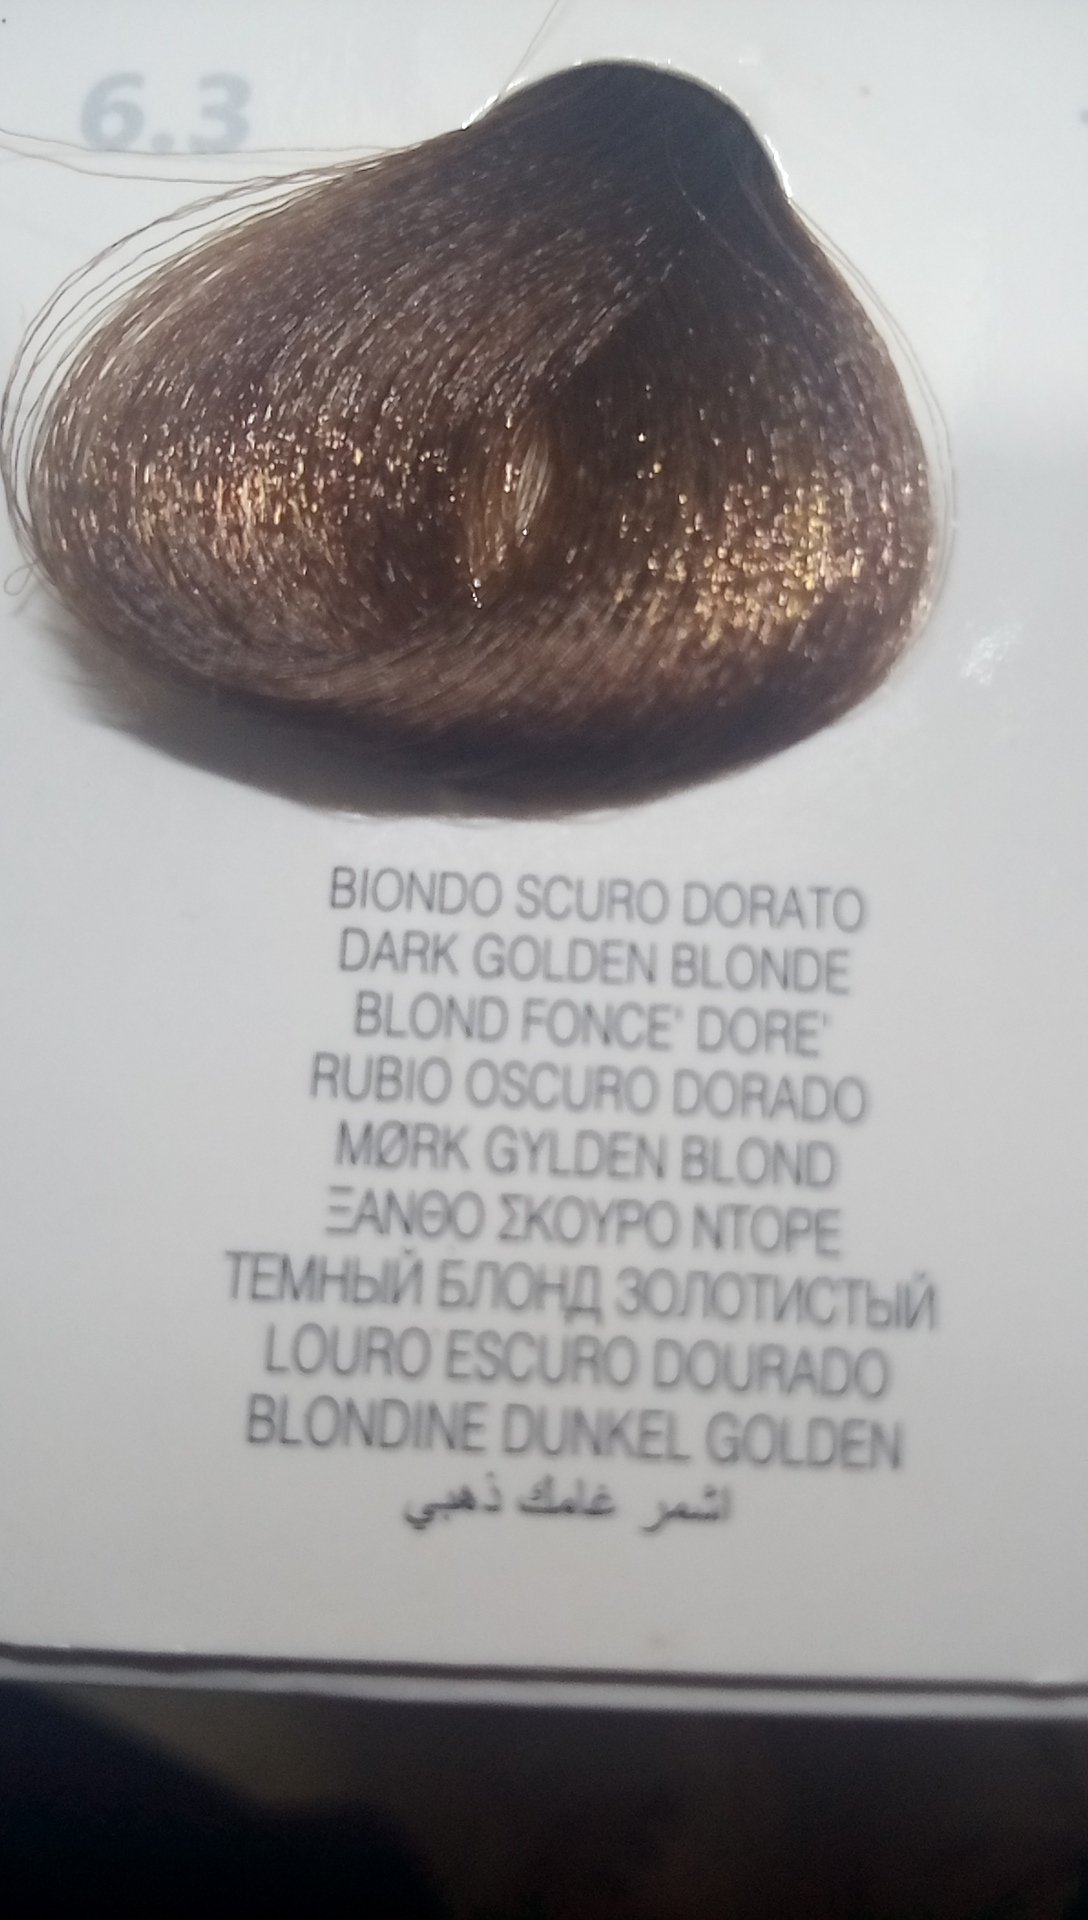 6.3
BIONDO SCURO DORATO
DARK GOLDEN BLONDE
BLOND FONCE' DORE'
RUBIO OSCURO DORADO
MØRK GYLDEN BLOND
ΞΑΝΘΟ ΣΚΟΥΡΟ ΝΤΟΡΕ
ТЕМНЫЙ БЛОНД ЗОЛОТИСТЫЙ
LOURO ESCURO DOURADO
BLONDINE DUNKEL GOLDEN
اشمر غامك ذهبي